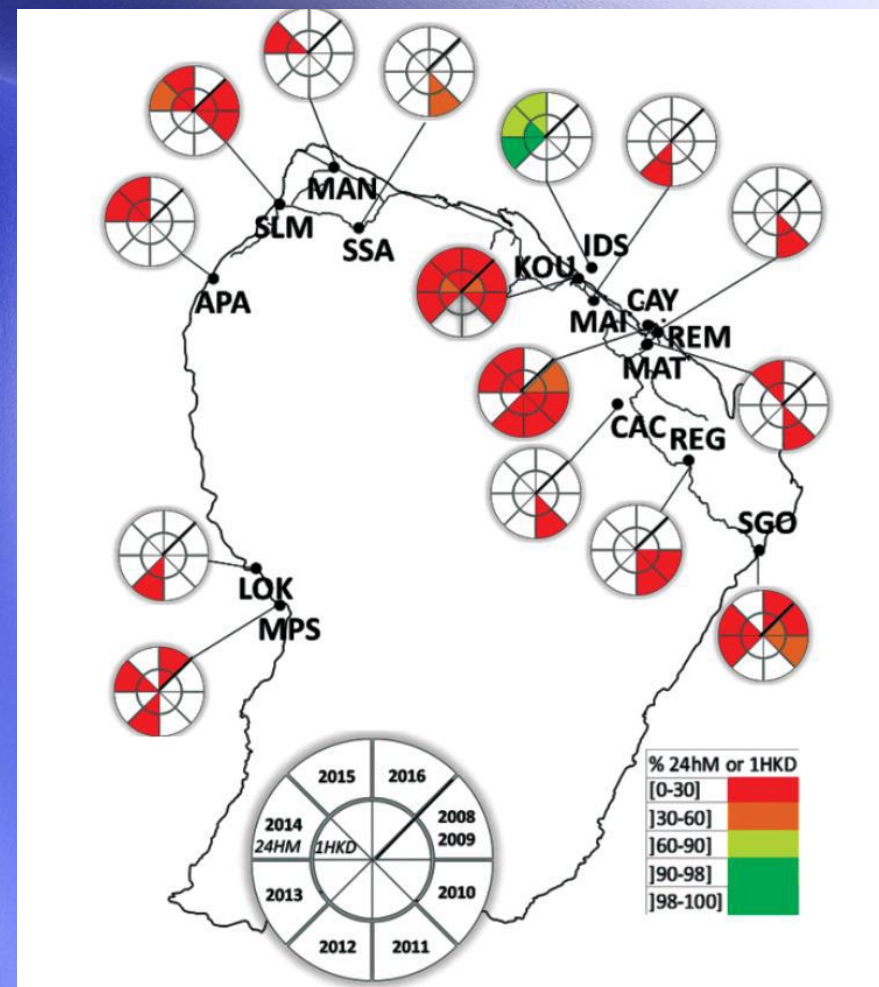 MAN
SLM
SSA
APA
IDS
KOU
MAI
CAY
REM
MAT
CAC
REG
SGO
LOK
MPS
2015
2016
2014
24HM
1HKD
2008
2009
2013
2010
2012
2011
% 24hM or 1HKD
[0-30]
]30-60]
]60-90]
]90-98]
]98-100]